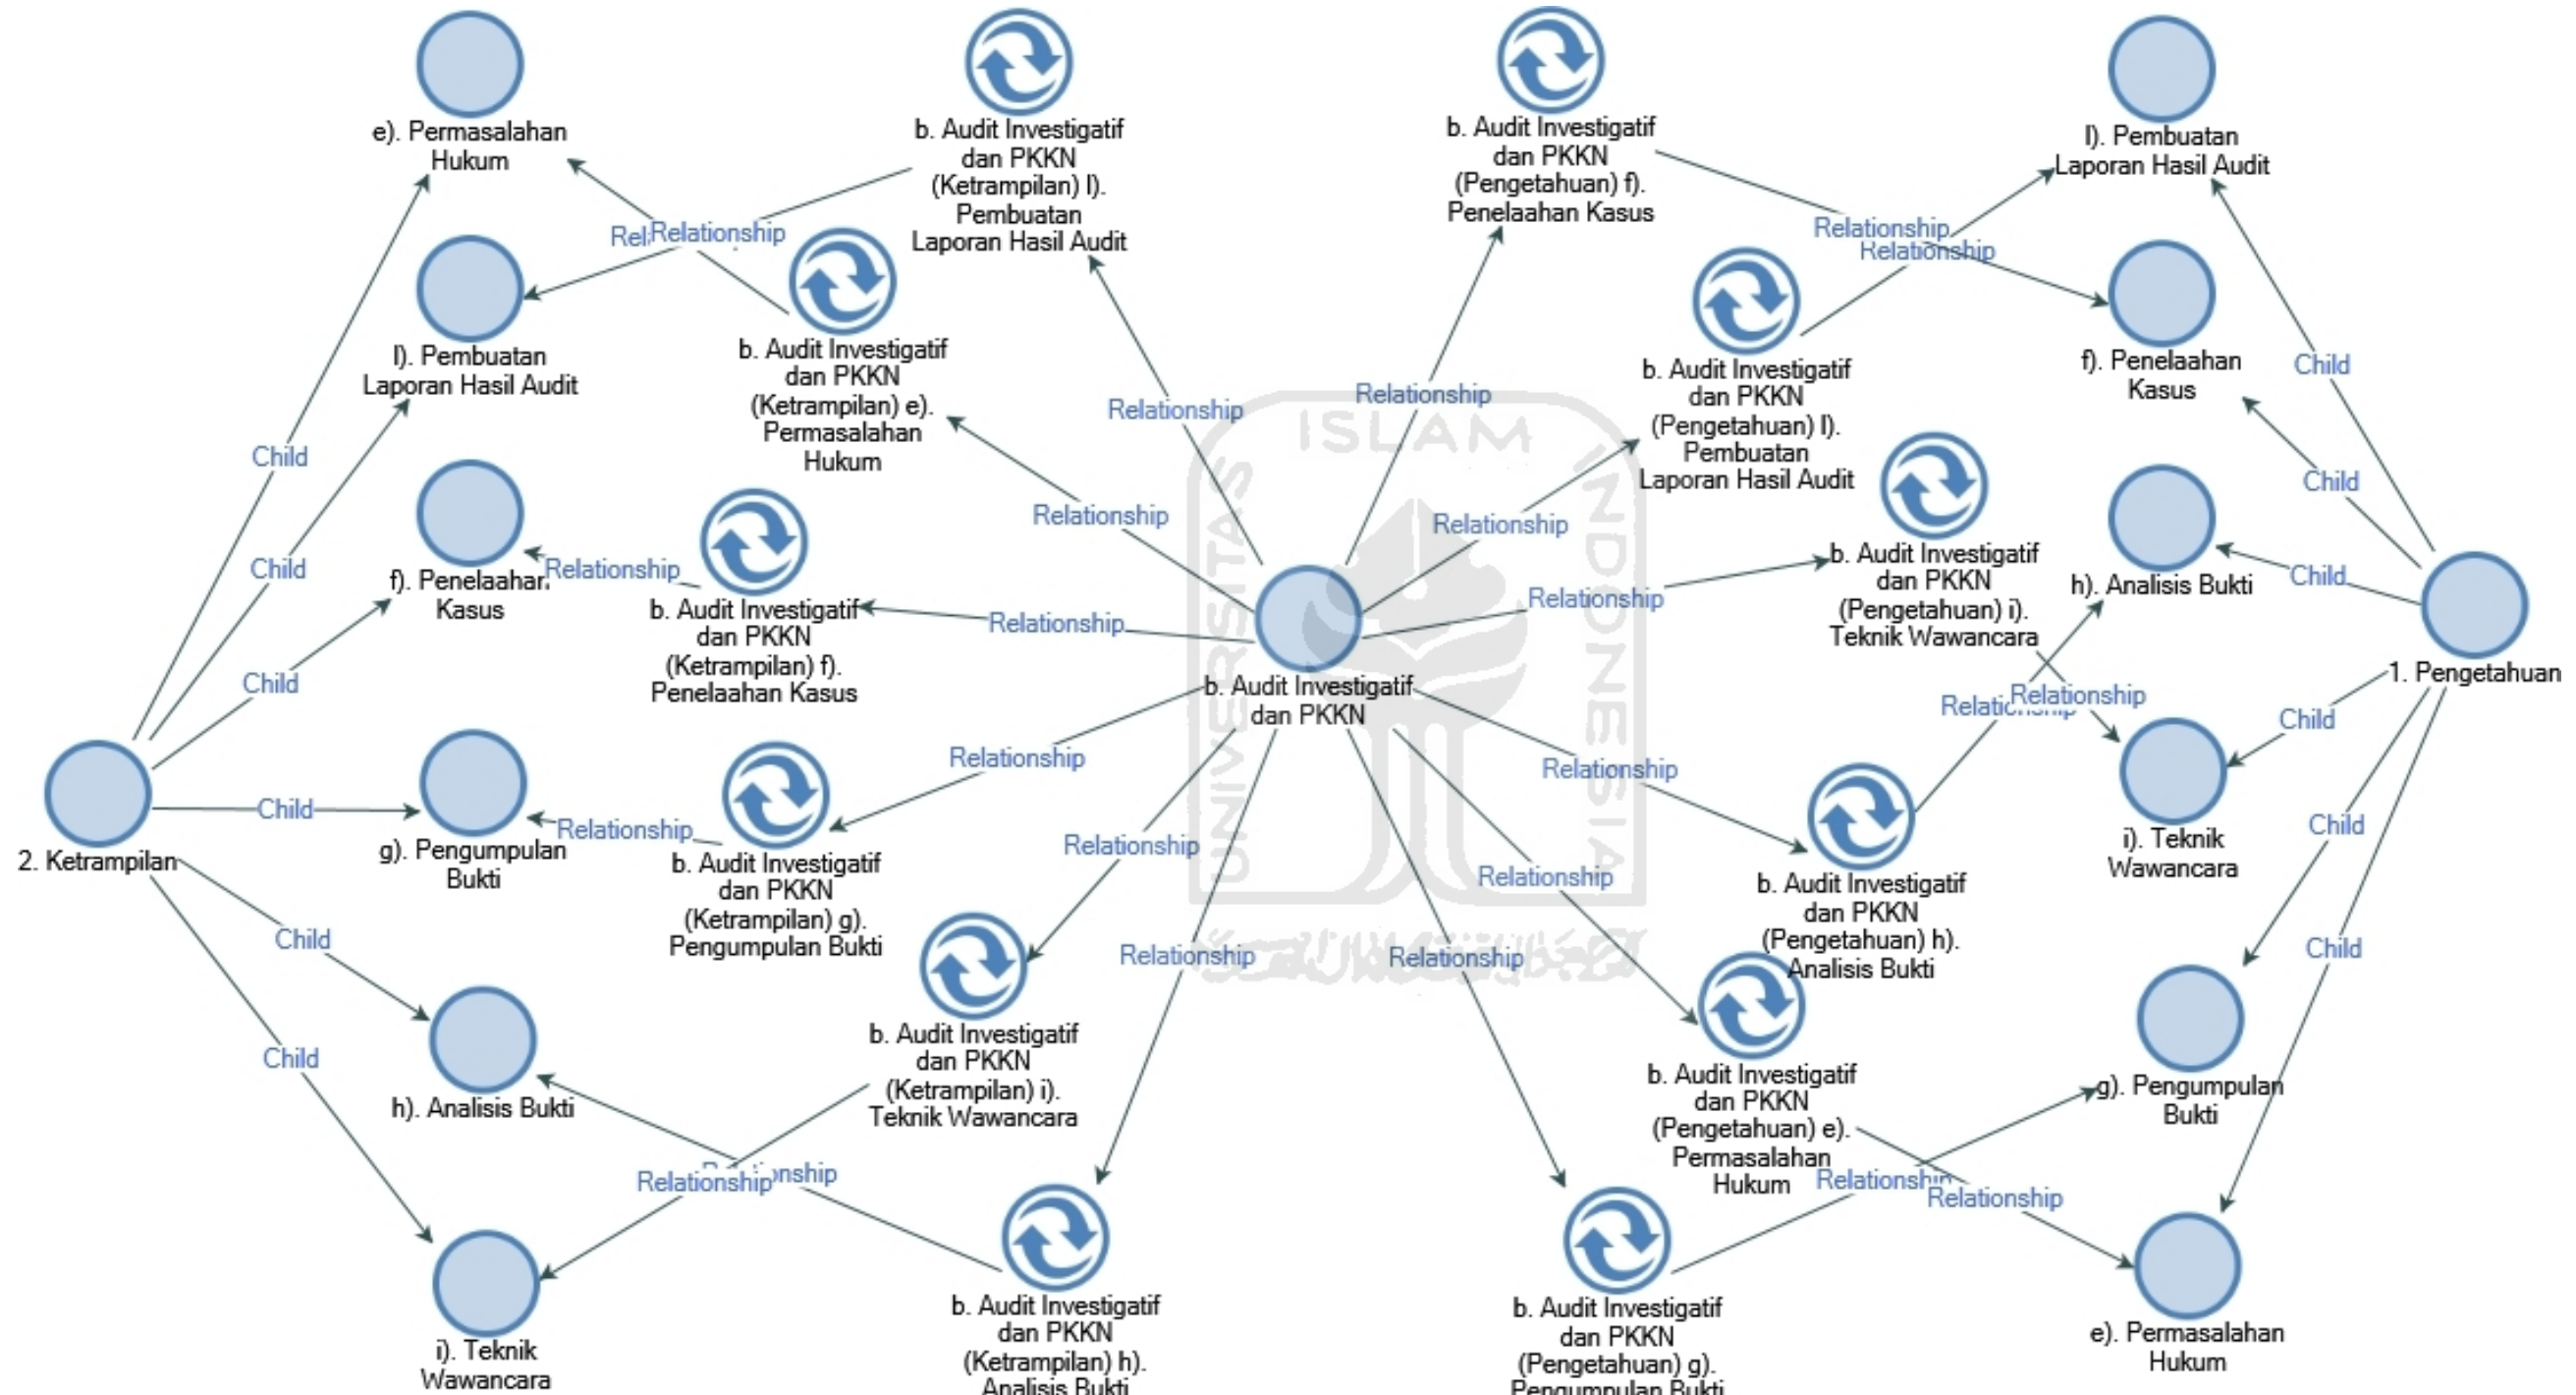 e). Permasalahan
Hukum
l). Pembuatan
Laporan Hasil Audit
f). Penelaahan
Kasus
g). Pengumpulan
Bukti
h). Analisis Bukti
i). Teknik
Wawancara
2. Ketrampilan
Child
Child
Child
Child
Child
Child
b. Audit Investigatif
dan PKKN
(Ketrampilan) l).
Pembuatan
Laporan Hasil Audit
Relationship
b. Audit Investigatif
dan PKKN
(Ketrampilan) e).
Permasalahan
Hukum
b. Audit Investigatif
dan PKKN
(Ketrampilan) f).
Penelaahan Kasus
Relationship
b. Audit Investigatif
dan PKKN
(Ketrampilan) g).
Pengumpulan Bukti
Relationship
b. Audit Investigatif
dan PKKN
(Ketrampilan) i).
Teknik Wawancara
Relationship
b. Audit Investigatif
dan PKKN
(Ketrampilan) h).
Analisis Bukti
Relationship
Relationship
Relationship
Relationship
Relationship
Relationship
b. Audit Investigatif
dan PKKN
UNIVERSITAS
ISLAM
INDONESIA
Relationship
Relationship
Relationship
Relationship
Relationship
Relationship
b. Audit Investigatif
dan PKKN
(Pengetahuan) f).
Penelaahan Kasus
Relationship
b. Audit Investigatif
dan PKKN
(Pengetahuan) l).
Pembuatan
Laporan Hasil Audit
Relationship
b. Audit Investigatif
dan PKKN
(Pengetahuan) i).
Teknik Wawancara
Relationship
b. Audit Investigatif
dan PKKN
(Pengetahuan) h).
Analisis Bukti
Relationship
b. Audit Investigatif
dan PKKN
(Pengetahuan) e).
Permasalahan
Hukum
Relationship
b. Audit Investigatif
dan PKKN
(Pengetahuan) g).
Pengumpulan Bukti
Relationship
l). Pembuatan
Laporan Hasil Audit
f). Penelaahan
Kasus
h). Analisis Bukti
i). Teknik
Wawancara
g). Pengumpulan
Bukti
e). Permasalahan
Hukum
Child
Child
Child
Child
Child
Child
1. Pengetahuan